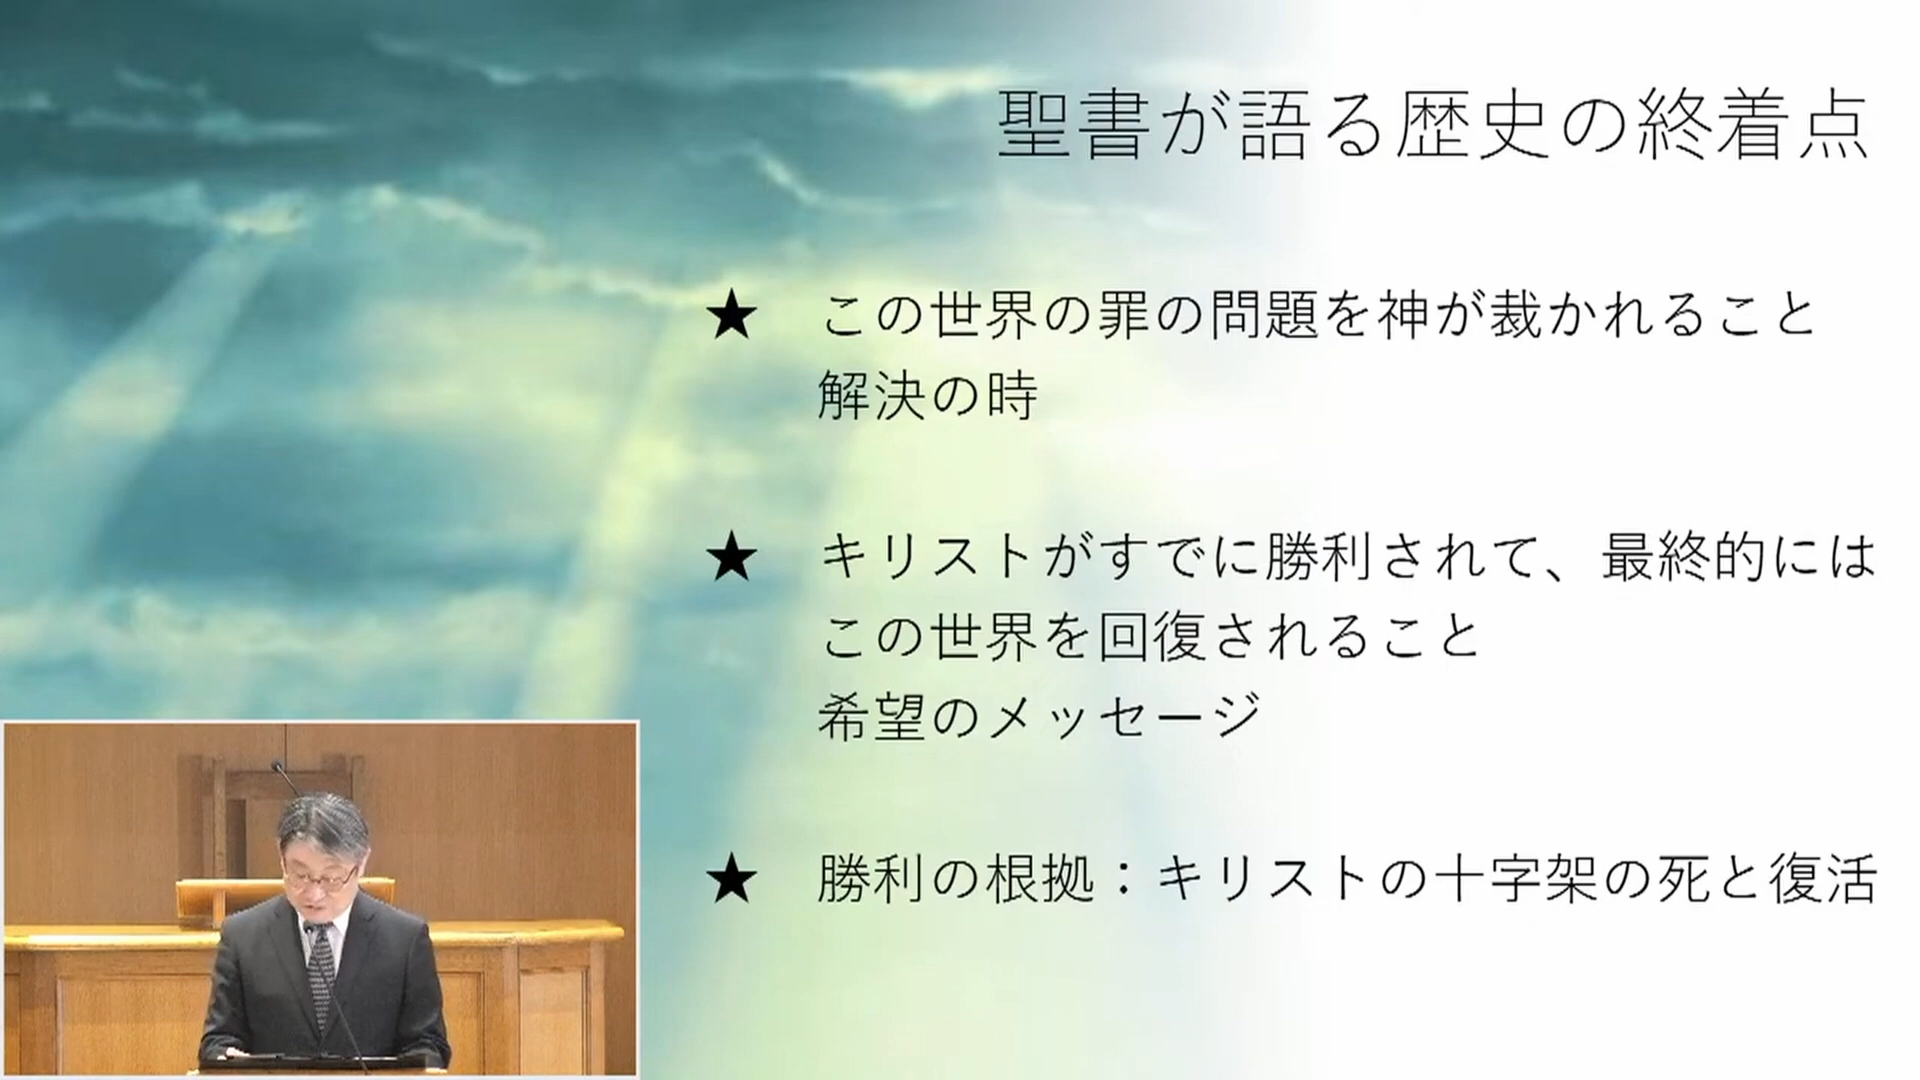 聖書が語る歴史の終着点
★ この世界の罪の問題を神が裁かれること
解決の時
★ キリストがすでに勝利されて、最終的には
この世界を回復されること
希望のメッセージ
★ 勝利の根拠：キリストの十字架の死と復活